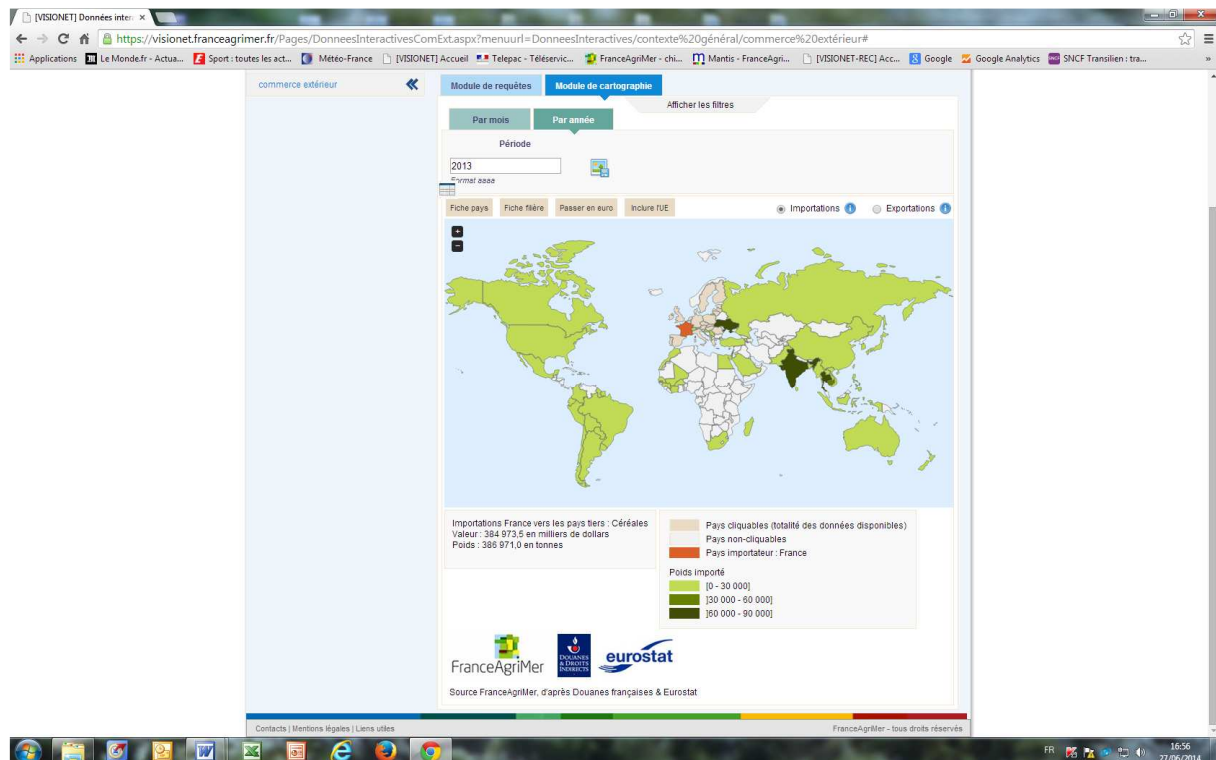 [VISIONET] Données inter
https://visionet.franceagrimer.fr/Pages/DonneesInteractivesComExt.aspx?menuurl=DonneesInteractives/contexte%20général/commerce%20extérieur#
Applications Le Monde.fr - Actua... Sport : toutes les act... Météo-France [VISIONET] Accueil Telepac - Téléservic... FranceAgriMer - chi... Mantis - FranceAgri... [VISIONET-REC] Acc... Google Google Analytics SNCF Transilien : tra... »
commerce extérieur
Module de requêtes Module de cartographie
Afficher les filtres
Par mois Par année
Période
2013
Format aaaa
Fiche pays Fiche filière Passer en euro Inclure l'UE Importations Exportations
+
-
Importations France vers les pays tiers : Céréales
Valeur : 384 973,5 en milliers de dollars
Poids : 386 971,0 en tonnes
Pays cliquables (totalité des données disponibles)
Pays non-cliquables
Pays importateur : France
Poids importé
[0 - 30 000]
]30 000 - 60 000]
]60 000 - 90 000]
FranceAgriMer
DOUANES & DROITS INDIRECTS
eurostat
Source FranceAgriMer, d'après Douanes françaises & Eurostat
Contacts | Mentions légales | Liens utiles FranceAgriMer - tous droits réservés
FR 16:56
27/06/2014